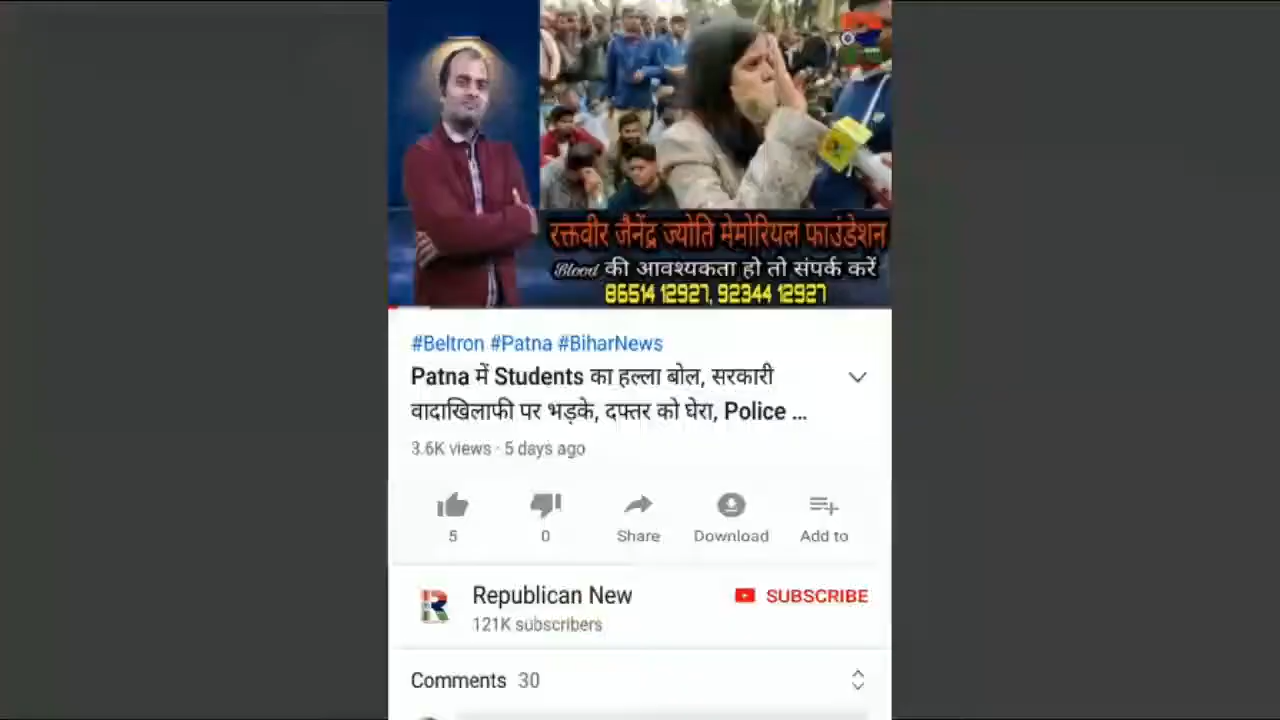 रक्तवीर जैनेंद्र ज्योति मेमोरियल फाउंडेशन
Blood की आवश्यकता हो तो संपर्क करें
86514 12927, 92344 12927
#Beltron #Patna #BiharNews
Patna में Students का हल्ला बोल, सरकारी
वादाखिलाफी पर भड़के, दफ्तर को घेरा, Police ...
3.6K views · 5 days ago
5 0 Share Download Add to
R Republican New SUBSCRIBE
121K subscribers
Comments 30